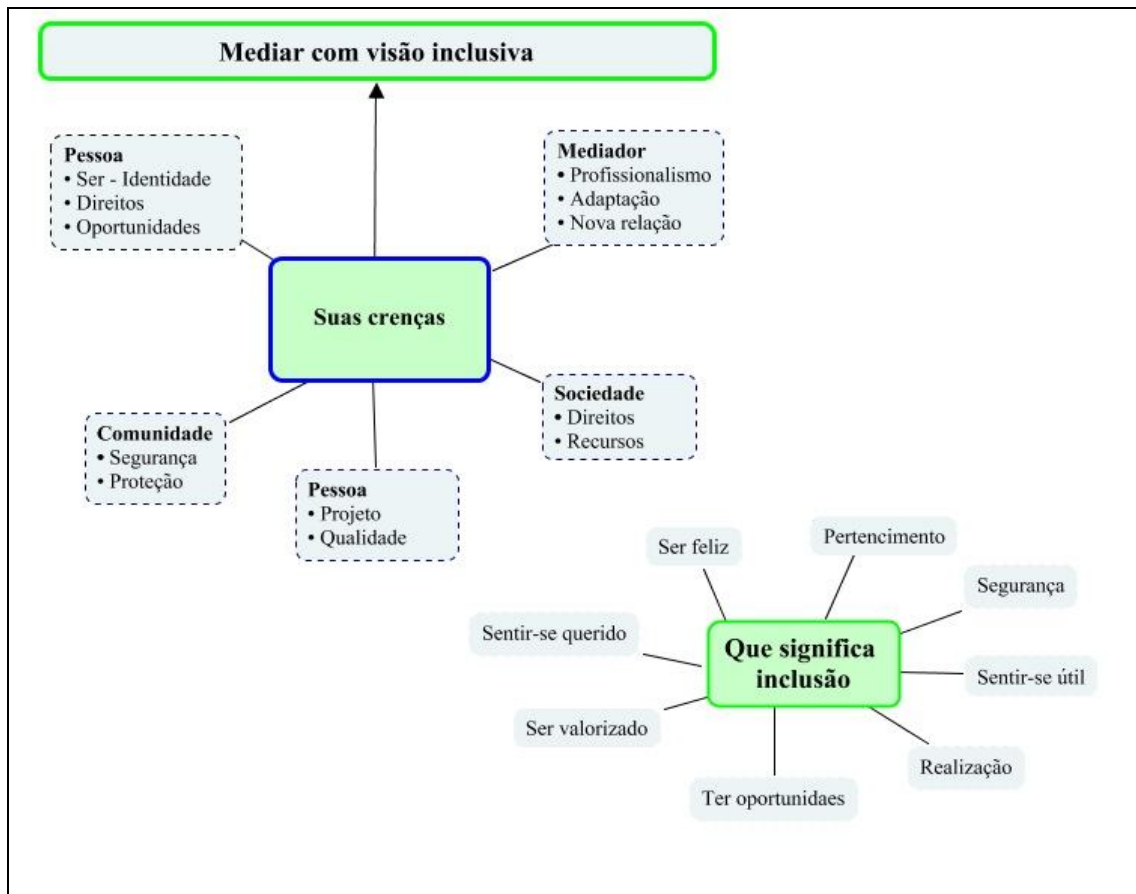 Mediar com visão inclusiva
Pessoa
• Ser - Identidade
• Direitos
• Oportunidades
Mediador
• Profissionalismo
• Adaptação
• Nova relação
Suas crenças
Comunidade
• Segurança
• Proteção
Pessoa
• Projeto
• Qualidade
Sociedade
• Direitos
• Recursos
Ser feliz
Pertencimento
Segurança
Sentir-se querido
Que significa
inclusão
Sentir-se útil
Ser valorizado
Realização
Ter oportunidaes